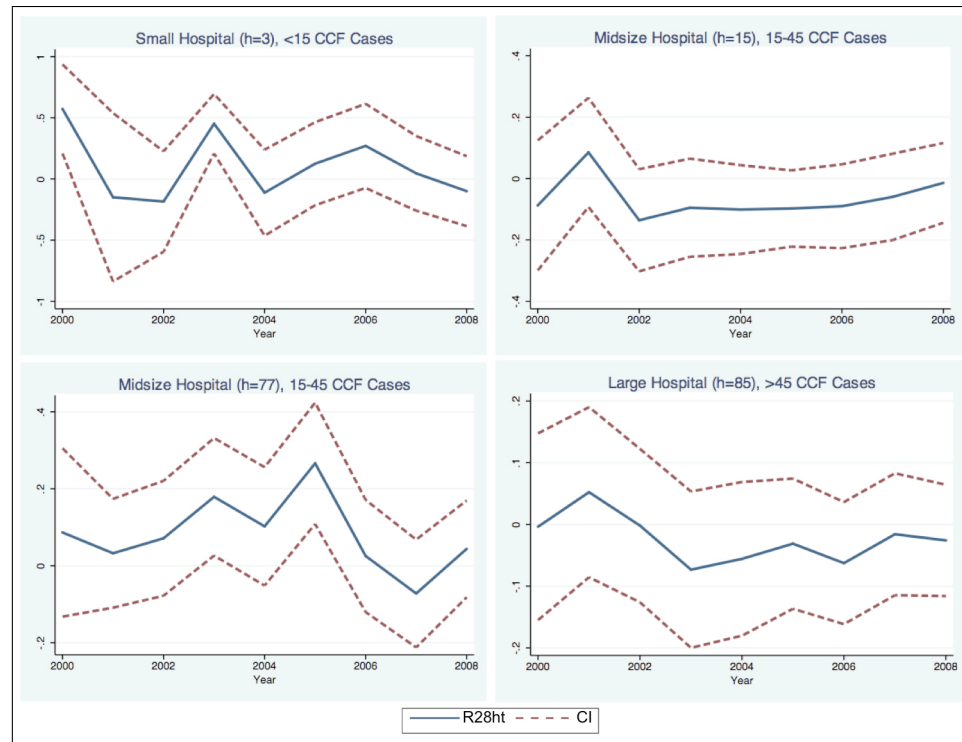 Small Hospital (h=3), <15 CCF Cases
1
.5
0
-.5
-1
2000 2002 2004 2006 2008
Year
Midsize Hospital (h=15), 15-45 CCF Cases
.4
.2
0
-.2
-.4
2000 2002 2004 2006 2008
Year
Midsize Hospital (h=77), 15-45 CCF Cases
.4
.2
0
-.2
2000 2002 2004 2006 2008
Year
Large Hospital (h=85), >45 CCF Cases
.2
.1
0
-.1
-.2
2000 2002 2004 2006 2008
Year
R28ht CI